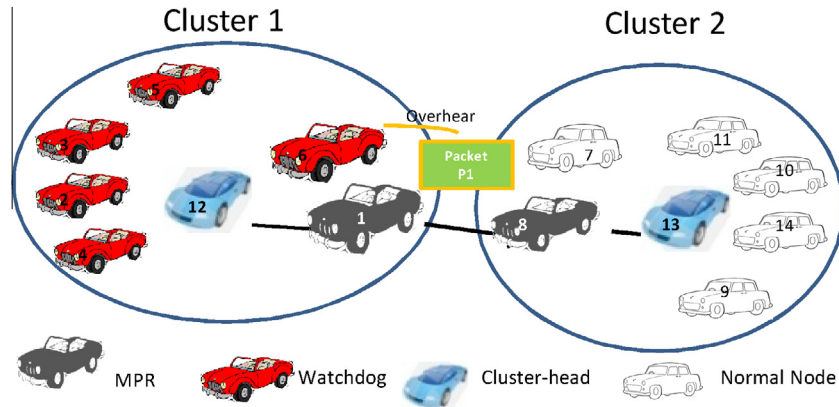 Cluster 1
Cluster 2
5
Overhear
11
3
6
7
Packet
P1
10
2
12
1
8
13
14
4
9
MPR
Watchdog
Cluster-head
Normal Node